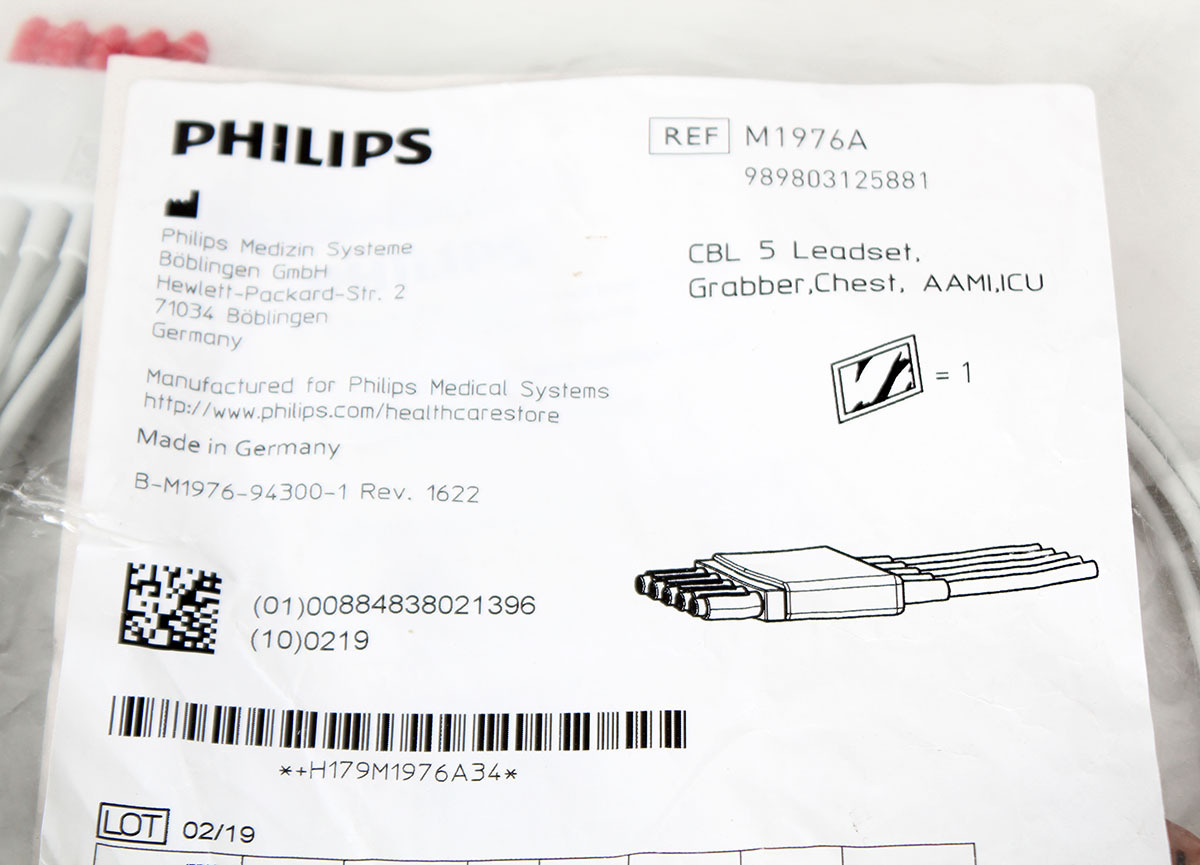 PHILIPS
REF M1976A
989803125881
Philips Medizin Systeme
Böblingen GmbH
Hewlett-Packard-Str. 2
71034 Böblingen
Germany
CBL 5 Leadset,
Grabber,Chest, AAMI,ICU
= 1
Manufactured for Philips Medical Systems
http://www.philips.com/healthcarestore
Made in Germany
B-M1976-94300-1 Rev. 1622
(01)00884838021396
(10)0219
*+H179M1976A34*
LOT 02/19